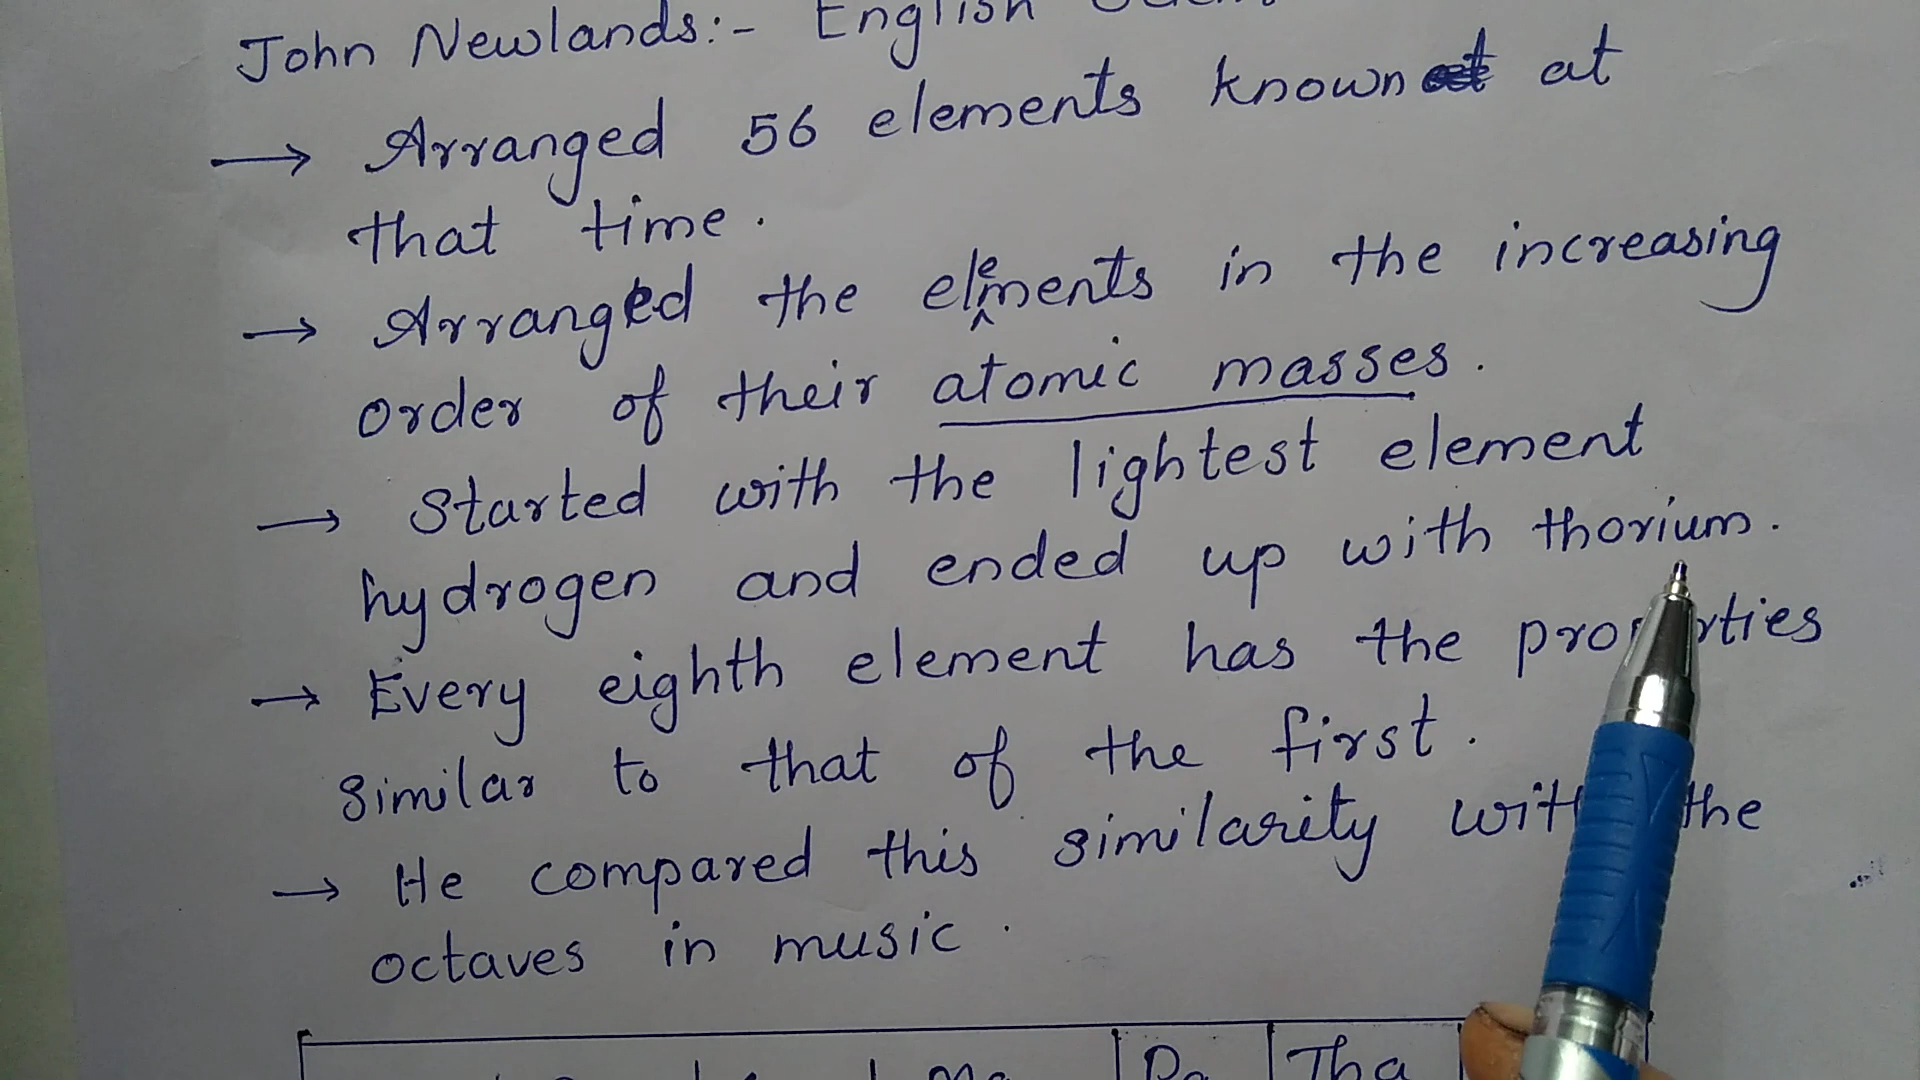 John Newlands:- English
→ Arranged 56 elements known at
that time.
→ Arranged the elements in the increasing
order of their atomic masses.
→ Started with the lightest element
hydrogen and ended up with thorium.
→ Every eighth element has the properties
similar to that of the first.
→ He compared this similarity with the
octaves in music.